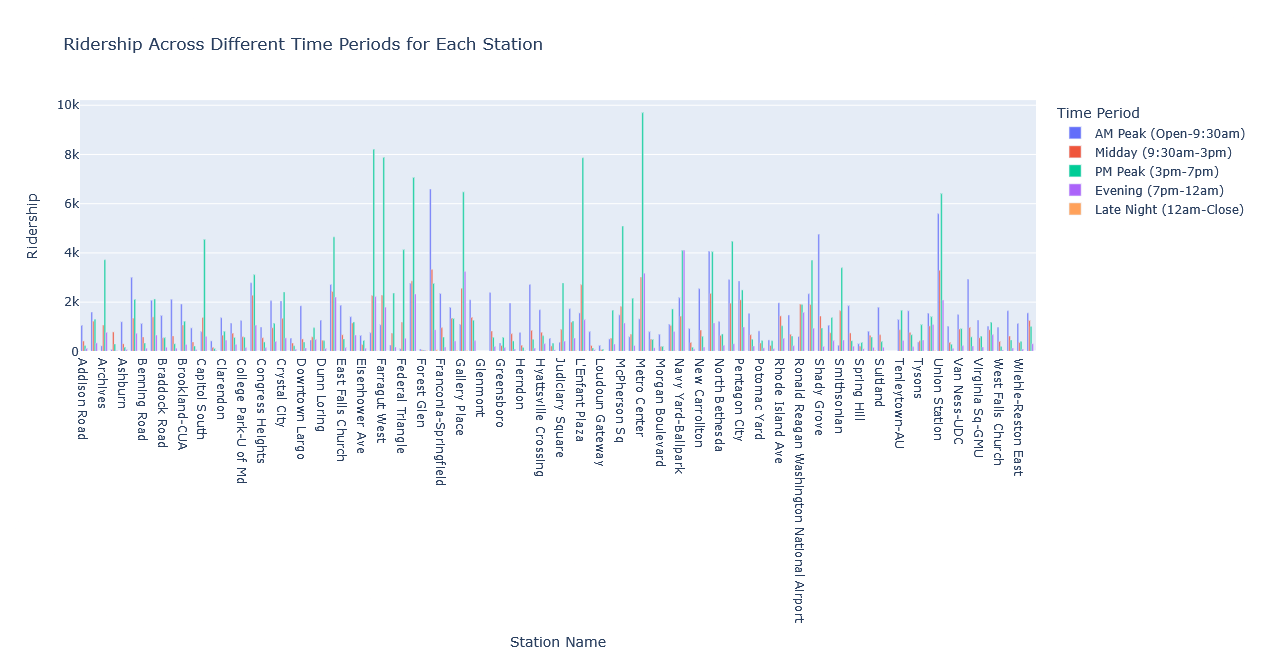 Ridership Across Different Time Periods for Each Station
Time Period
AM Peak (Open-9:30am)
Midday (9:30am-3pm)
PM Peak (3pm-7pm)
Evening (7pm-12am)
Late Night (12am-Close)
Ridership
10k
8k
6k
4k
2k
0
Addison Road
Archives
Ashburn
Benning Road
Braddock Road
Brookland-CUA
Capitol South
Clarendon
College Park-U of Md
Congress Heights
Crystal City
Downtown Largo
Dunn Loring
East Falls Church
Eisenhower Ave
Farragut West
Federal Triangle
Forest Glen
Franconia-Springfield
Gallery Place
Glenmont
Greensboro
Herndon
Hyattsville Crossing
Judiciary Square
L'Enfant Plaza
Loudoun Gateway
McPherson Sq
Metro Center
Morgan Boulevard
Navy Yard-Ballpark
New Carrollton
North Bethesda
Pentagon City
Potomac Yard
Rhode Island Ave
Ronald Reagan Washington National Airport
Shady Grove
Smithsonian
Spring Hill
Suitland
Tenleytown-AU
Tysons
Union Station
Van Ness-UDC
Virginia Sq-GMU
West Falls Church
Wiehle-Reston East
Station Name